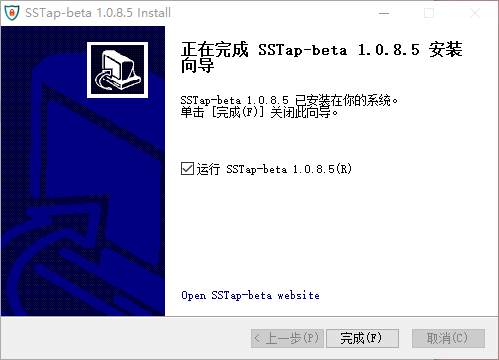 SSTap-beta 1.0.8.5 Install
正在完成 SSTap-beta 1.0.8.5 安装
向导
SSTap-beta 1.0.8.5 已安装在你的系统。
单击 [完成(F)] 关闭此向导。
运行 SSTap-beta 1.0.8.5(R)
Open SSTap-beta website
< 上一步(P)
完成(F)
取消(C)